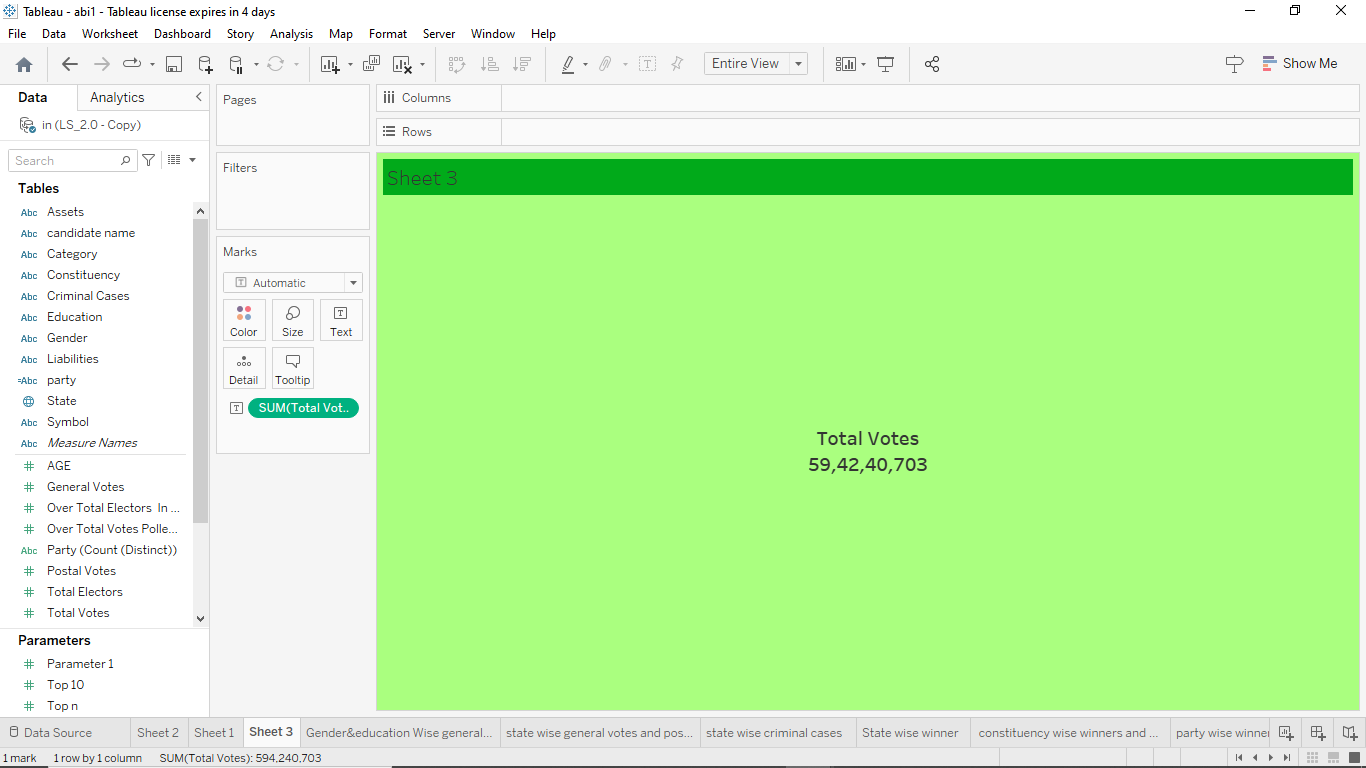 Tableau - abi1 - Tableau license expires in 4 days
File Data Worksheet Dashboard Story Analysis Map Format Server Window Help
Entire View
Show Me
Data Analytics
in (LS_2.0 - Copy)
Search
Tables
Abc Assets
Abc candidate name
Abc Category
Abc Constituency
Abc Criminal Cases
Abc Education
Abc Gender
Abc Liabilities
=Abc party
State
Abc Symbol
Abc Measure Names
# AGE
# General Votes
# Over Total Electors In ...
# Over Total Votes Polle...
Abc Party (Count (Distinct))
# Postal Votes
# Total Electors
# Total Votes
Parameters
# Parameter 1
# Top 10
# Top n
Pages
Filters
Marks
T Automatic
Color Size T Text
Detail Tooltip
T SUM(Total Vot..
Columns
Rows
Sheet 3
Total Votes
59,42,40,703
Data Source Sheet 2 Sheet 1 Sheet 3 Gender&education Wise general... state wise general votes and pos... state wise criminal cases State wise winner constituency wise winners and ... party wise winner
1 mark 1 row by 1 column SUM(Total Votes): 594,240,703